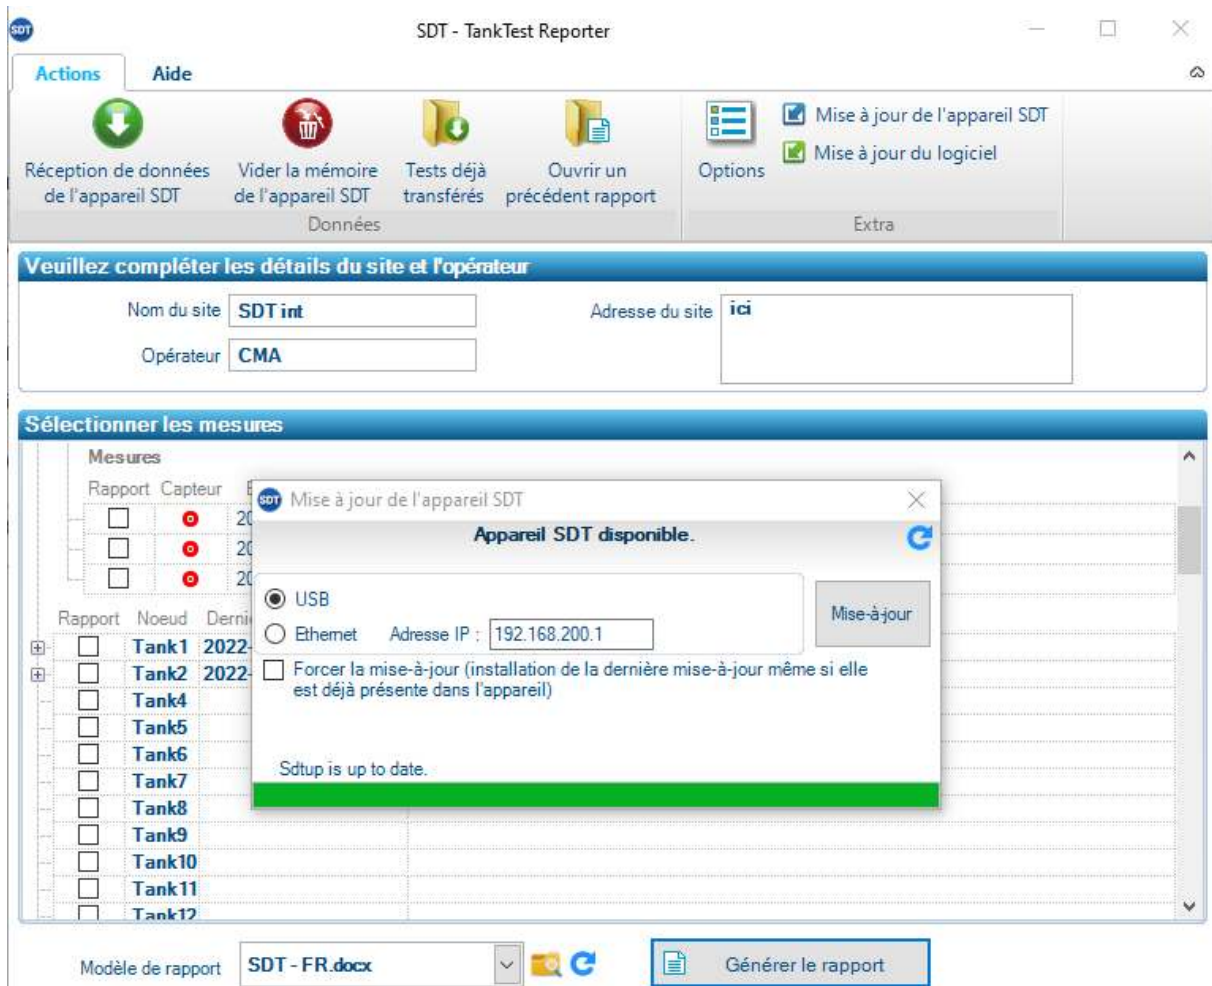 SDT
SDT - TankTest Reporter
Actions
Aide
Réception de données
de l'appareil SDT
Vider la mémoire
de l'appareil SDT
Tests déjà
transférés
Ouvrir un
précédent rapport
Options
Mise à jour de l'appareil SDT
Mise à jour du logiciel
Données
Extra
Veuillez compléter les détails du site et l'opérateur
Nom du site
SDT int
Adresse du site
ici
Opérateur
CMA
Sélectionner les mesures
Mesures
Rapport Capteur
20
20
20
SDT
Mise à jour de l'appareil SDT
Appareil SDT disponible.
USB
Ethernet
Adresse IP :
192.168.200.1
Mise-à-jour
Forcer la mise-à-jour (installation de la dernière mise-à-jour même si elle
est déjà présente dans l'appareil)
Sdtup is up to date.
Rapport Noeud
Tank1 2022-
Tank2 2022-
Tank4
Tank5
Tank6
Tank7
Tank8
Tank9
Tank10
Tank11
Tank12
Modèle de rapport
SDT - FR.docx
Générer le rapport